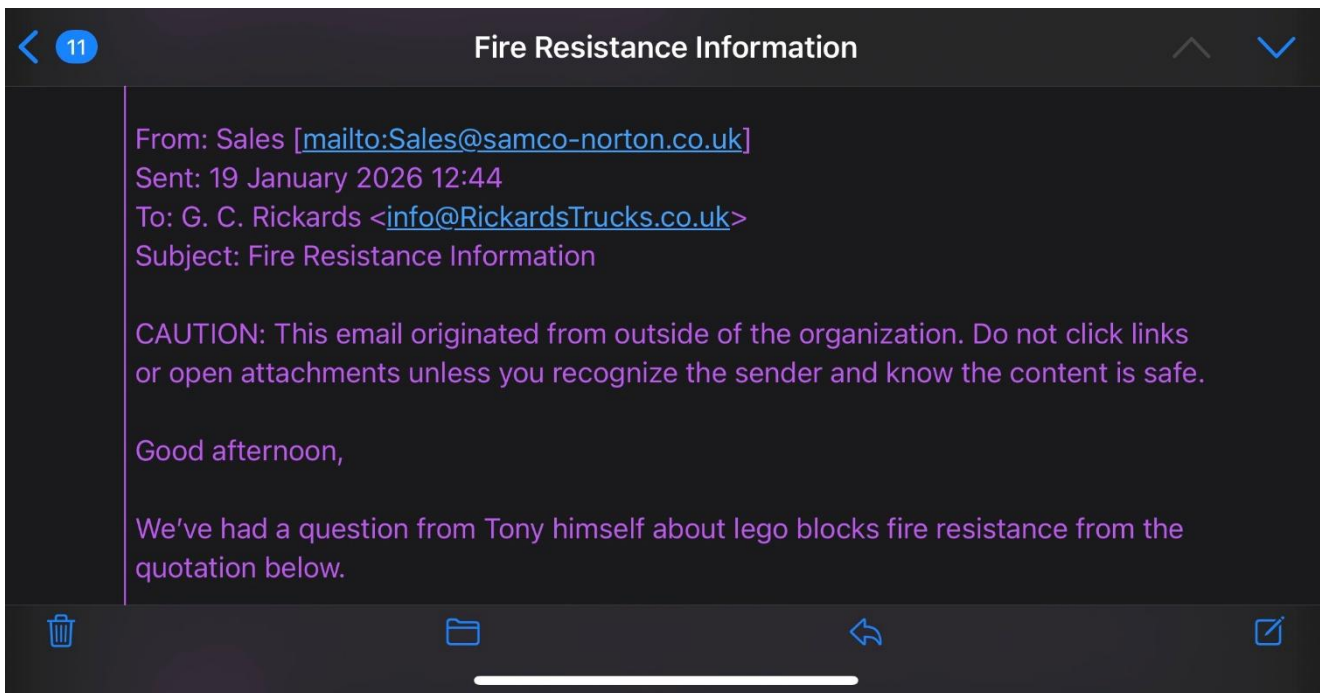 11
Fire Resistance Information
From: Sales [mailto:Sales@samco-norton.co.uk]
Sent: 19 January 2026 12:44
To: G. C. Rickards <info@RickardsTrucks.co.uk>
Subject: Fire Resistance Information
CAUTION: This email originated from outside of the organization. Do not click links
or open attachments unless you recognize the sender and know the content is safe.
Good afternoon,
We’ve had a question from Tony himself about lego blocks fire resistance from the
quotation below.